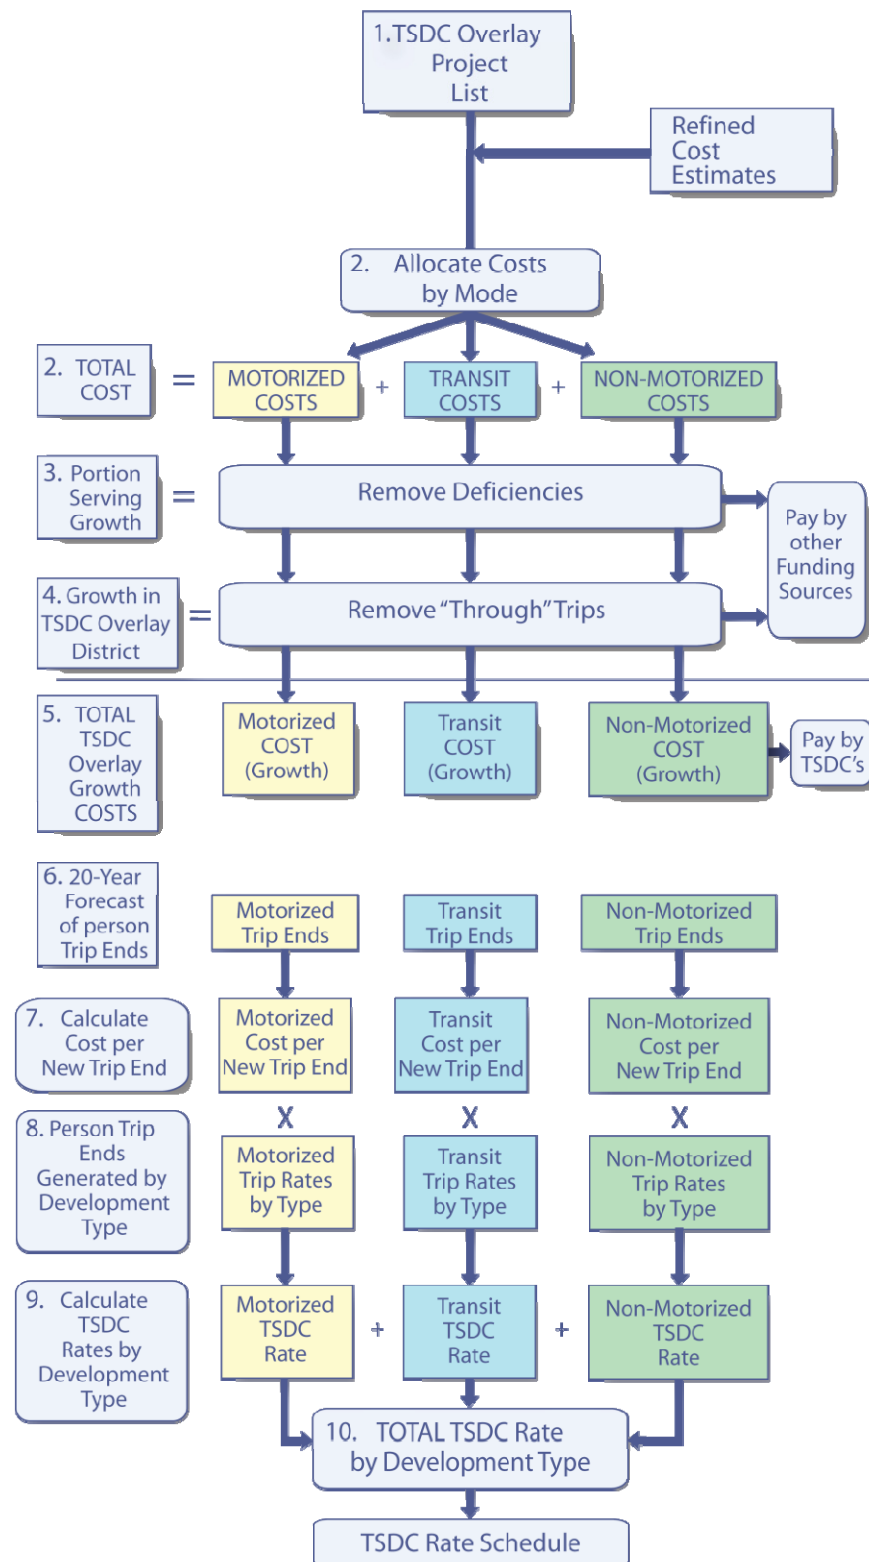 1.TSDC Overlay
Project
List
Refined
Cost
Estimates
2. Allocate Costs
by Mode
2. TOTAL
COST
=
MOTORIZED
COSTS
+
TRANSIT
COSTS
+
NON-MOTORIZED
COSTS
3. Portion
Serving
Growth
=
Remove Deficiencies
Pay by
other
Funding
Sources
4. Growth in
TSDC Overlay
District
=
Remove “Through” Trips
5. TOTAL
TSDC
Overlay
Growth
COSTS
Motorized
COST
(Growth)
Transit
COST
(Growth)
Non-Motorized
COST
(Growth)
Pay by
TSDC's
6. 20-Year
Forecast
of person
Trip Ends
Motorized
Trip Ends
Transit
Trip Ends
Non-Motorized
Trip Ends
7. Calculate
Cost per
New Trip End
Motorized
Cost per
New Trip End
Transit
Cost per
New Trip End
Non-Motorized
Cost per
New Trip End
X
X
X
8. Person Trip
Ends
Generated by
Development
Type
Motorized
Trip Rates
by Type
Transit
Trip Rates
by Type
Non-Motorized
Trip Rates
by Type
9. Calculate
TSDC
Rates by
Development
Type
Motorized
TSDC
Rate
+
Transit
TSDC
Rate
+
Non-Motorized
TSDC
Rate
10. TOTAL TSDC Rate
by Development Type
TSDC Rate Schedule